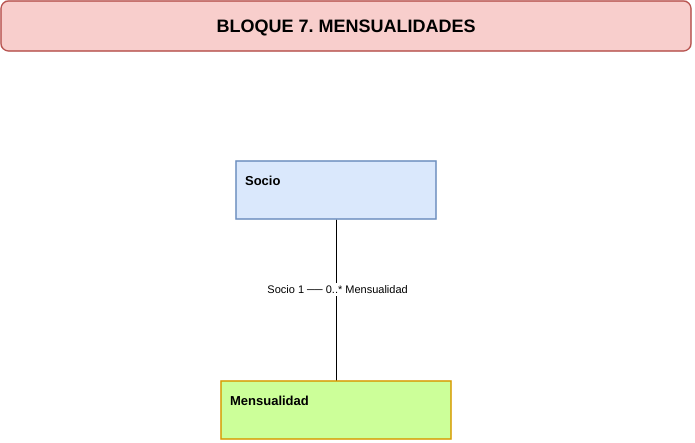 BLOQUE 7. MENSUALIDADES
Socio
Socio 1 ── 0..* Mensualidad
Mensualidad